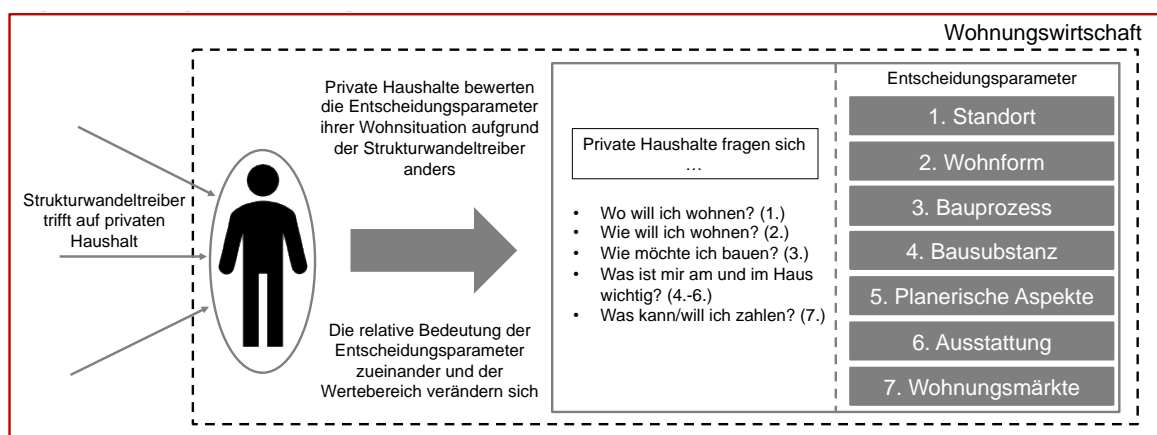 Wohnungswirtschaft
Strukturwandeltreiber
trifft auf privaten
Haushalt
Private Haushalte bewerten
die Entscheidungsparameter
ihrer Wohnsituation aufgrund
der Strukturwandeltreiber
anders
Die relative Bedeutung der
Entscheidungsparameter
zueinander und der
Wertebereich verändern sich
Private Haushalte fragen sich
…
• Wo will ich wohnen? (1.)
• Wie will ich wohnen? (2.)
• Wie möchte ich bauen? (3.)
• Was ist mir am und im Haus
wichtig? (4.-6.)
• Was kann/will ich zahlen? (7.)
Entscheidungsparameter
1. Standort
2. Wohnform
3. Bauprozess
4. Bausubstanz
5. Planerische Aspekte
6. Ausstattung
7. Wohnungsmärkte